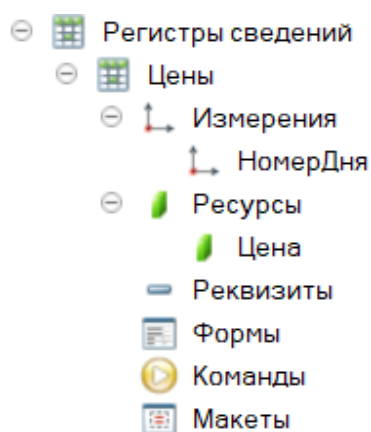 Регистры сведений
Цены
Измерения
НомерДня
Ресурсы
Цена
Реквизиты
Формы
Команды
Макеты